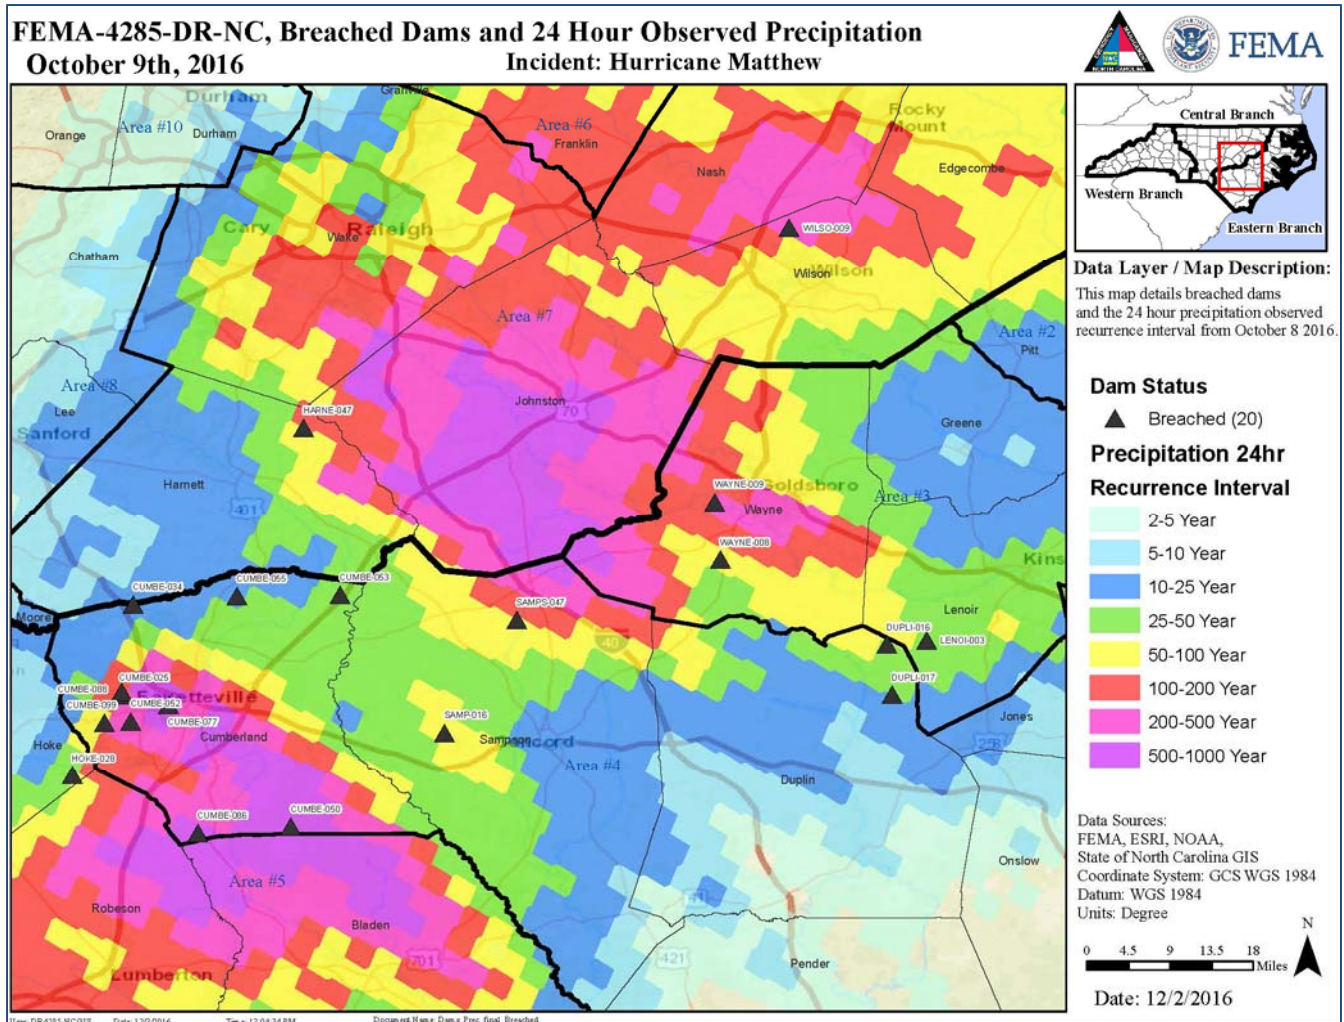 FEMA-4285-DR-NC, Breached Dams and 24 Hour Observed Precipitation
October 9th, 2016
Incident: Hurricane Matthew
FEMA
Central Branch
Western Branch
Eastern Branch
Data Layer / Map Description:
This map details breached dams
and the 24 hour precipitation observed
recurrence interval from October 8 2016.
Dam Status
Breached (20)
Precipitation 24hr
Recurrence Interval
2-5 Year
5-10 Year
10-25 Year
25-50 Year
50-100 Year
100-200 Year
200-500 Year
500-1000 Year
Data Sources:
FEMA, ESRI, NOAA,
State of North Carolina GIS
Coordinate System: GCS WGS 1984
Datum: WGS 1984
Units: Degree
N
0 4.5 9 13.5 18
Miles
Date: 12/2/2016
Durham
Granville
Orange
Area #10
Durham
Area #6
Franklin
Rocky
Mount
Nash
Edgecombe
Cary
Wake
Raleigh
WILSO-009
Chatham
Wilson
Wilson
Area #7
Area #2
Pitt
Area #8
Lee
Sanford
HARNE-047
Johnston
70
Greene
Harnett
401
WAYNE-009
Goldsboro
Wayne
Area #3
WAYNE-008
Kins
CUMBE-034
CUMBE-055
CUMBE-053
Moore
SAMPS-047
Lenoir
40
DUPLI-016
LENOI-003
CUMBE-025
CUMBE-088
CUMBE-099
CUMBE-052
CUMBE-077
Fayetteville
DUPLI-017
Jones
Hoke
Cumberland
SAMP-016
Sampson
258
HOKE-028
Area #4
Duplin
CUMBE-086
CUMBE-050
Area #5
Onslow
Robeson
Bladen
701
421
Lumberton
Pender